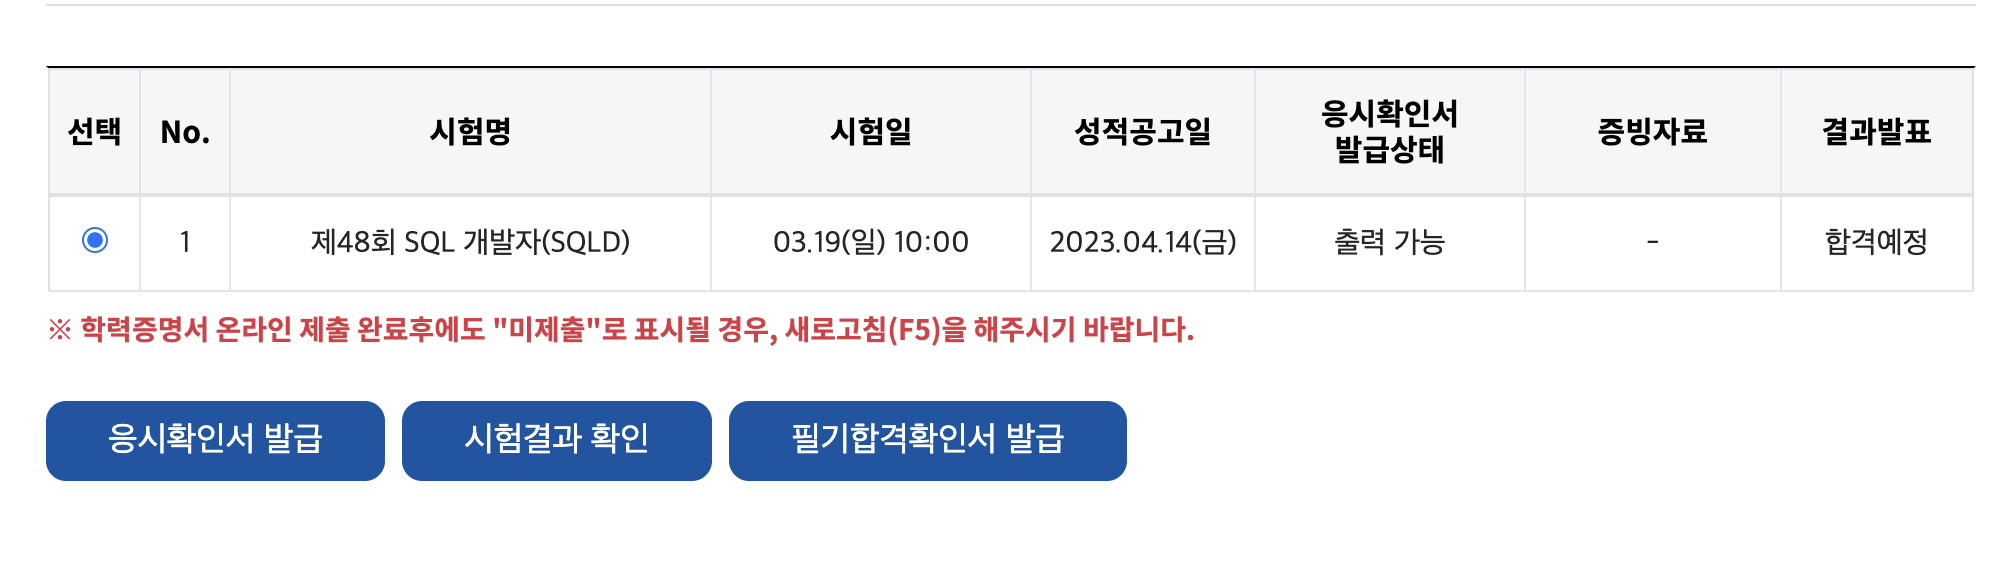 선택 No. 시험명 시험일 성적공고일 응시확인서 발급상태 증빙자료 결과발표
1 제48회 SQL 개발자(SQLD) 03.19(일) 10:00 2023.04.14(금) 출력 가능 - 합격예정
※ 학력증명서 온라인 제출 완료후에도 "미제출"로 표시될 경우, 새로고침(F5)을 해주시기 바랍니다.
응시확인서 발급 시험결과 확인 필기합격확인서 발급